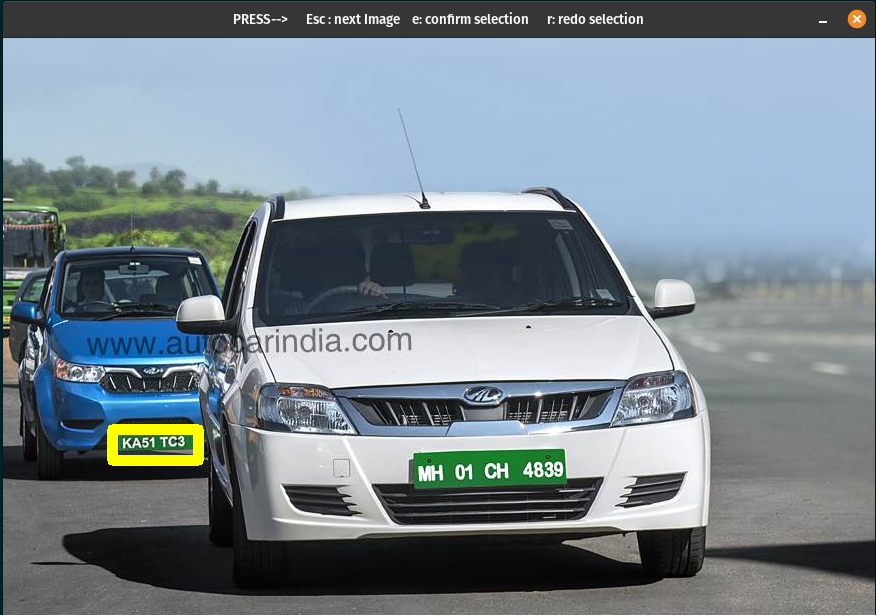 PRESS--> Esc : next Image e: confirm selection r: redo selection
www.autocarindia.com
KA51 TC3
MH 01 CH 4839